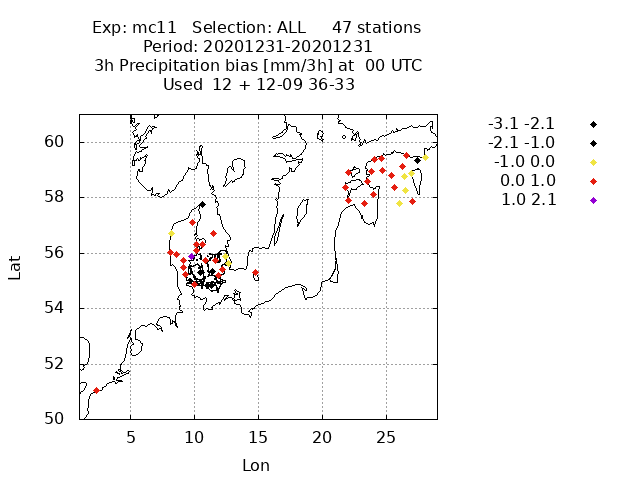 Exp: mc11 Selection: ALL 47 stations
Period: 20201231-20201231
3h Precipitation bias [mm/3h] at 00 UTC
Used 12 + 12-09 36-33
-3.1 -2.1
-2.1 -1.0
-1.0 0.0
0.0 1.0
1.0 2.1
60
58
56
54
52
50
Lat
5 10 15 20 25
Lon